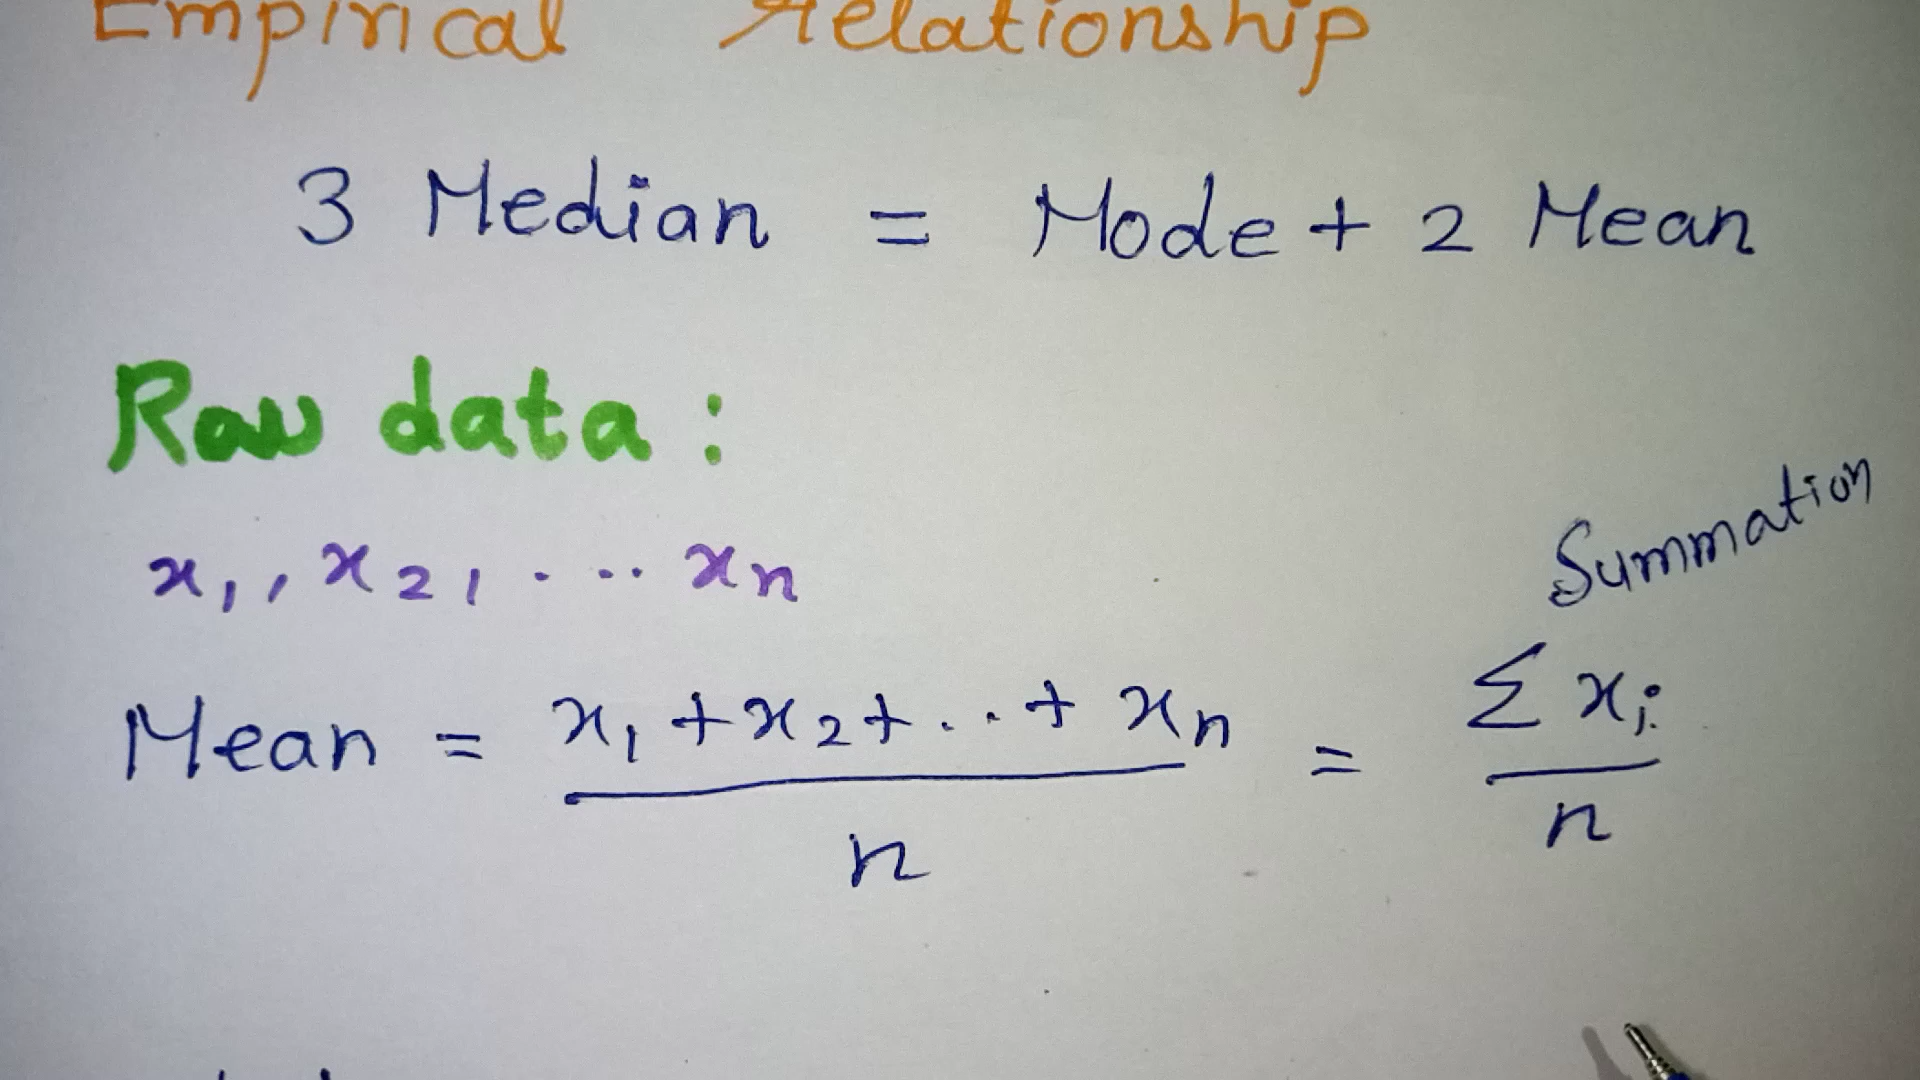 Empirical relationship
3 Median = Mode + 2 Mean
Raw data :
x₁, x₂, . . . . xₙ
Summation
Mean = x₁ + x₂ + . . + xₙ / n = Σ xᵢ / n